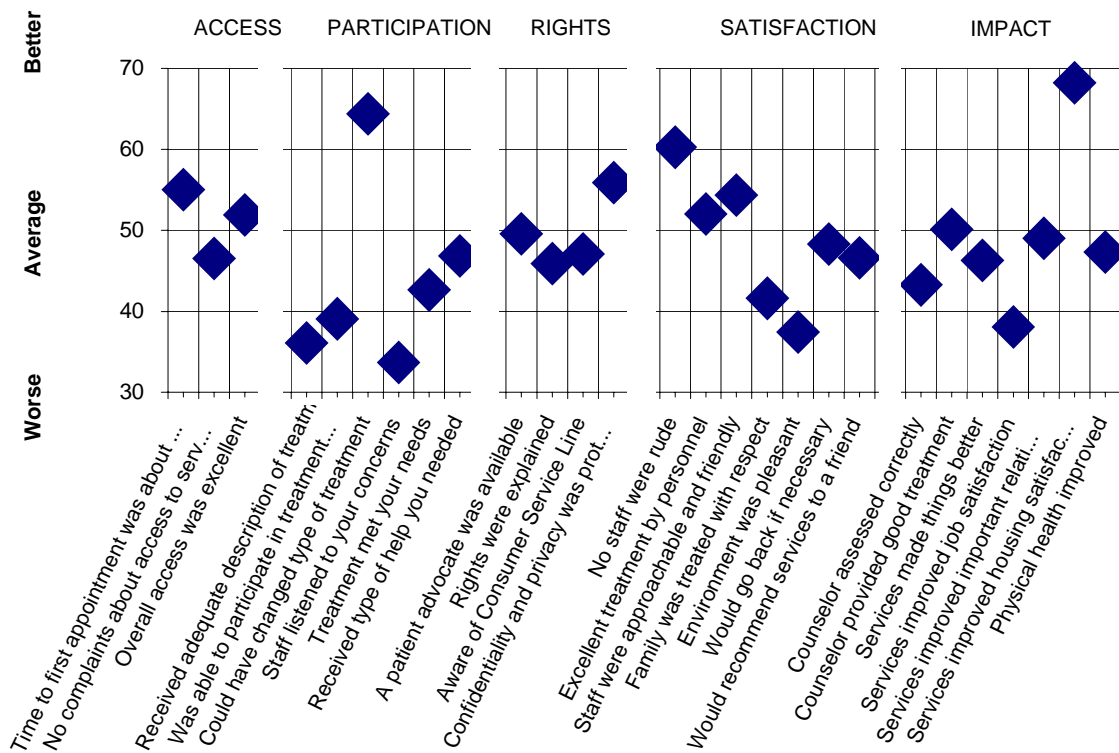 ACCESS
PARTICIPATION
RIGHTS
SATISFACTION
IMPACT
Better
Average
Worse
70
60
50
40
30
Time to first appointment was about ...
No complaints about access to serv...
Overall access was excellent
Received adequate description of treatm
Was able to participate in treatment...
Could have changed type of treatment
Staff listened to your concerns
Treatment met your needs
Received type of help you needed
A patient advocate was available
Rights were explained
Aware of Consumer Service Line
Confidentiality and privacy was prot...
No staff were rude
Excellent treatment by personnel
Staff were approachable and friendly
Family was treated with respect
Environment was pleasant
Would go back if necessary
Would recommend services to a friend
Counselor assessed correctly
Counselor provided good treatment
Services made things better
Services improved job satisfaction
Services improved important relati...
Services improved housing satisfac...
Physical health improved